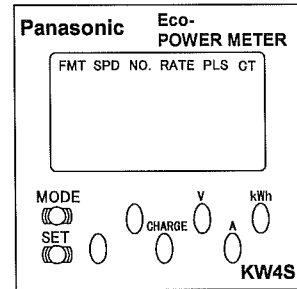 Panasonic Eco-
POWER METER
FMT SPD NO. RATE PLS CT
MODE V kWh
CHARGE
SET A
KW4S